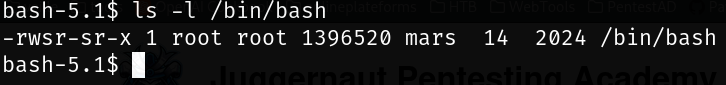 bash-5.1$ ls -l /bin/bash
-rwsr-sr-x 1 root root 1396520 mars  14  2024 /bin/bash
bash-5.1$
Juggernaut Pentesting Academy